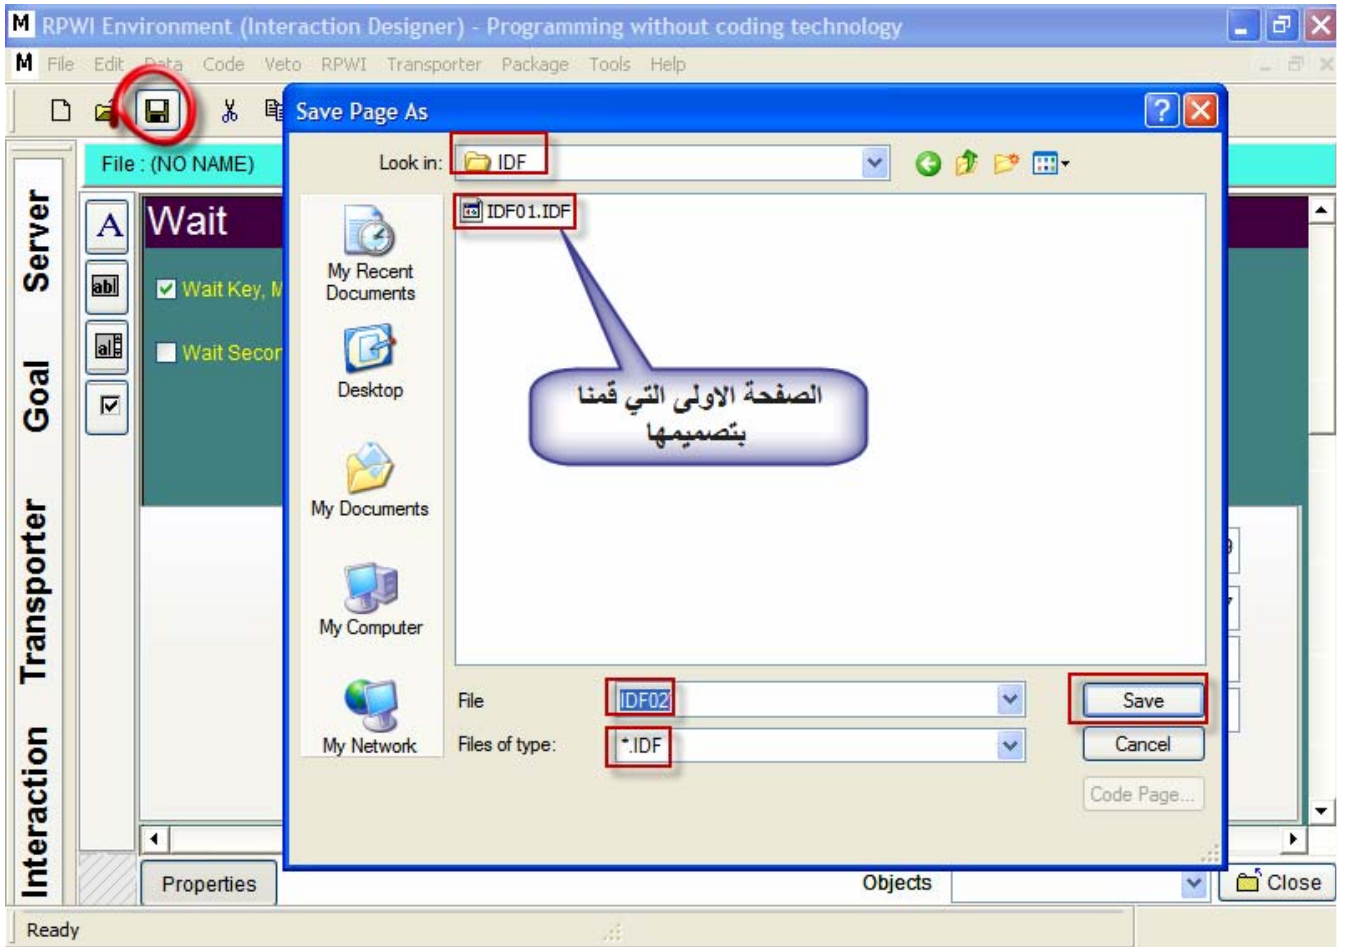 RPWI Environment (Interaction Designer) - Programming without coding technology
File Edit Data Code Veto RPWI Transporter Package Tools Help
Save Page As
File : (NO NAME)
Look in: IDF
IDF01.IDF
Server
Goal
Transporter
Interaction
A
abl
Wait
Wait Key, M
Wait Secon
My Recent
Documents
Desktop
My Documents
My Computer
My Network
الصفحة الاولى التي قمنا
بتصميمها
File IDF02 Save
Files of type: *.IDF Cancel
Code Page...
Properties Objects Close
Ready